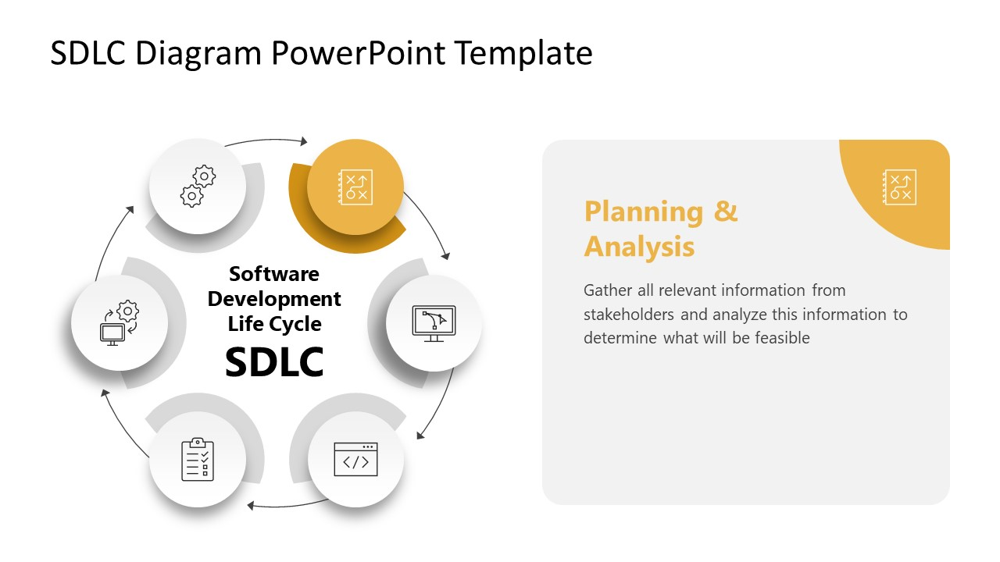 SDLC Diagram PowerPoint Template
Software
Development
Life Cycle
SDLC
Planning &
Analysis
Gather all relevant information from
stakeholders and analyze this information to
determine what will be feasible